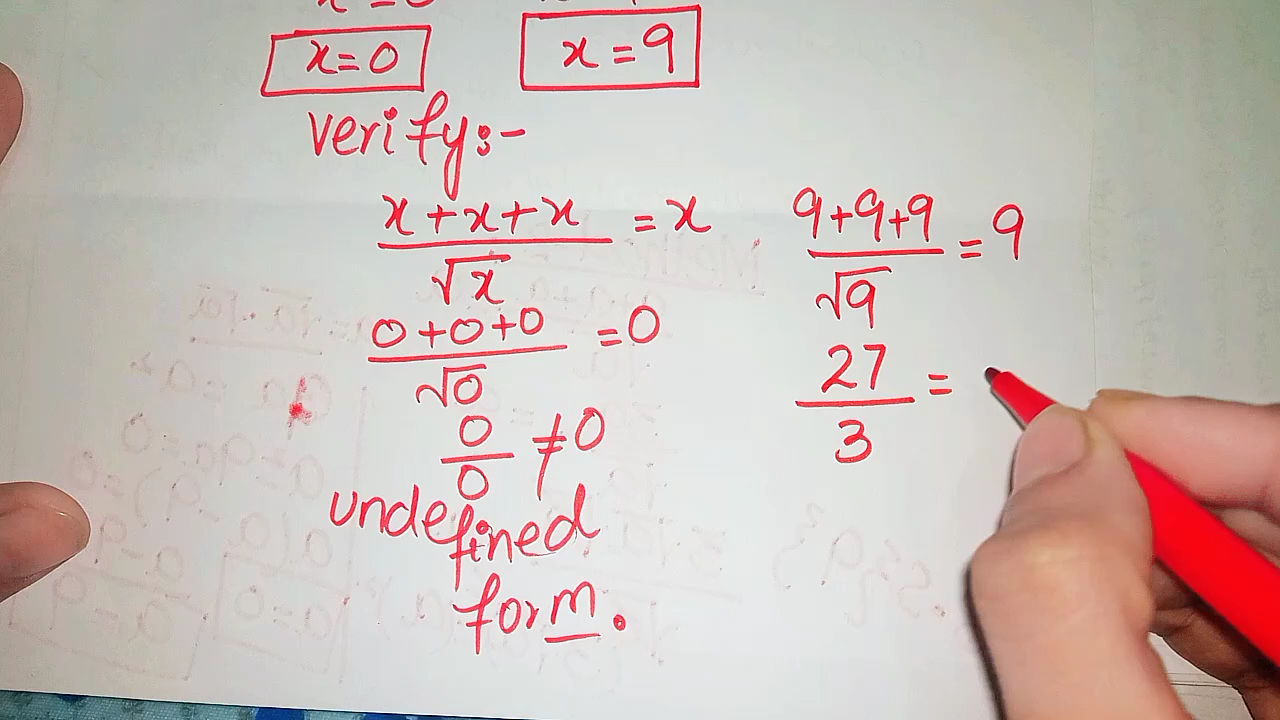 x=0 x=9
verify:-
x+x+x/√x =x
0+0+0/√0 =0
0/0 ≠0
undefined
form.
9+9+9/√9 =9
27/3 =